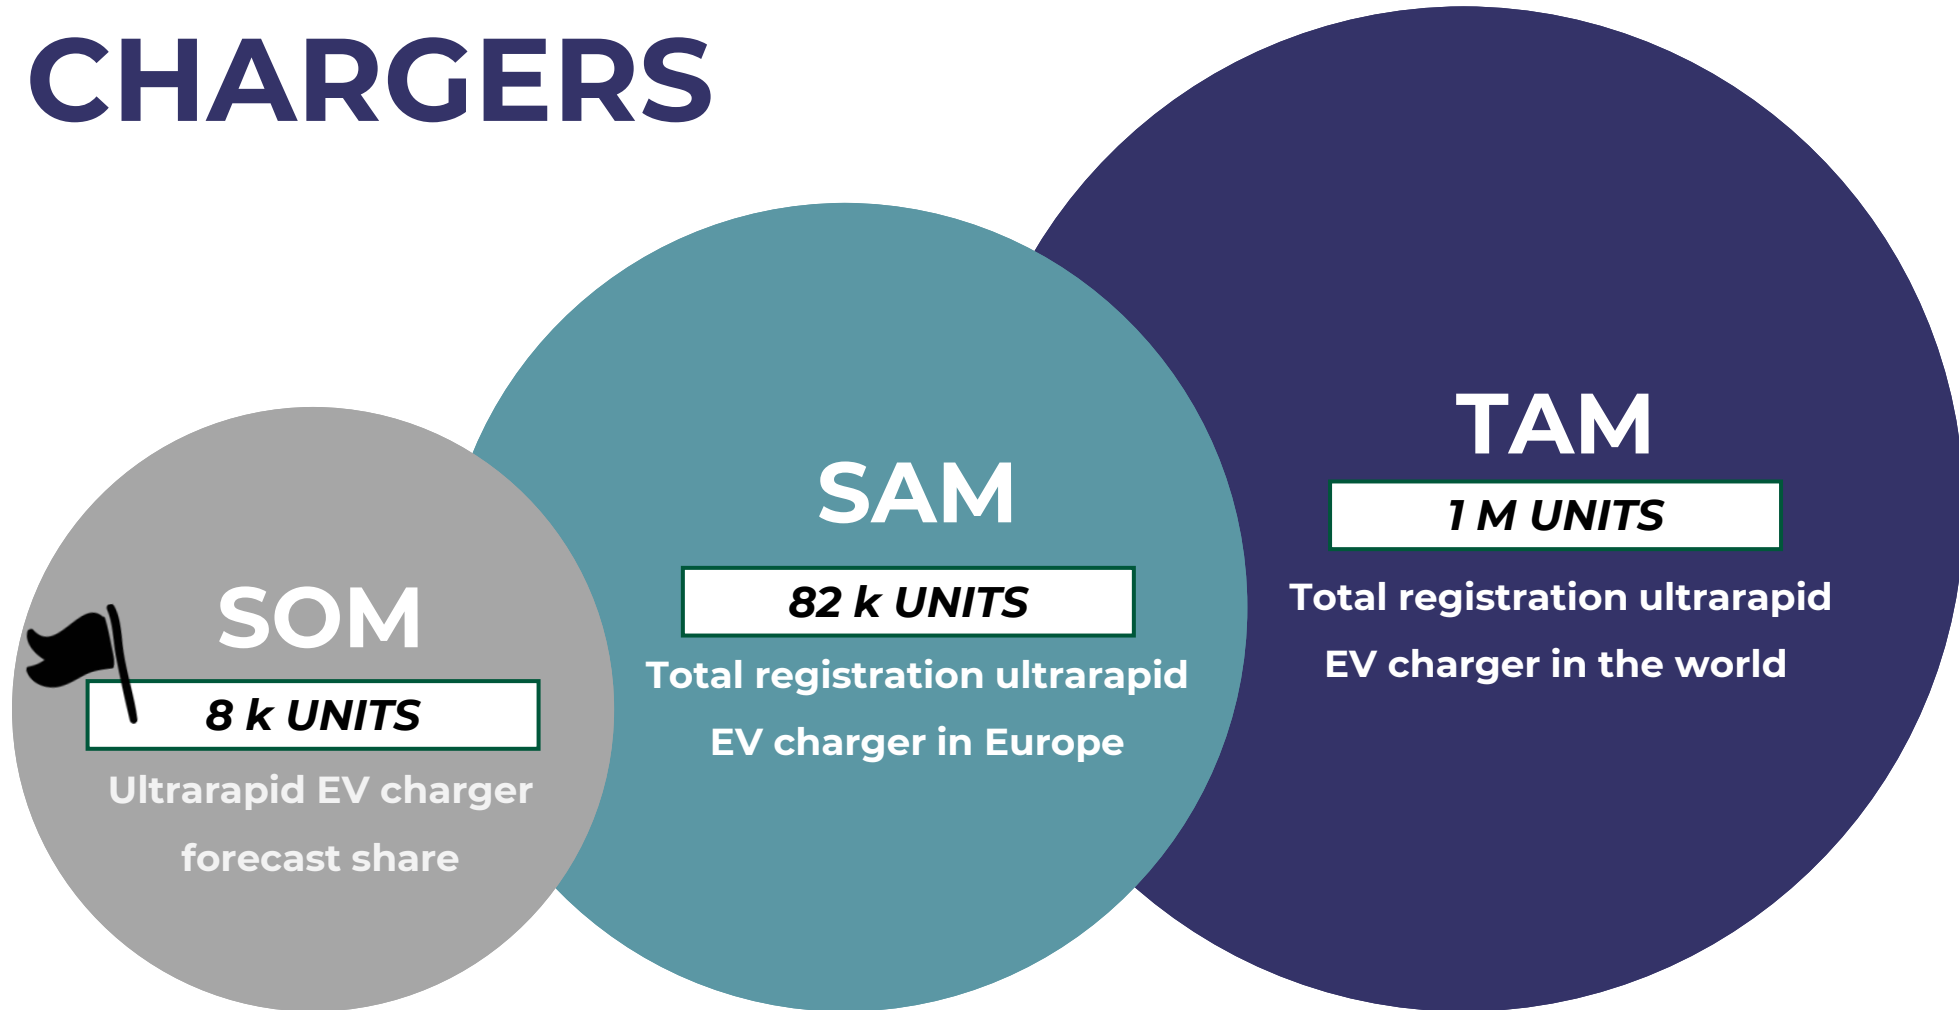 CHARGERS
SOM
8 k UNITS
Ultrarapid EV charger
forecast share
SAM
82 k UNITS
Total registration ultrarapid
EV charger in Europe
TAM
1 M UNITS
Total registration ultrarapid
EV charger in the world